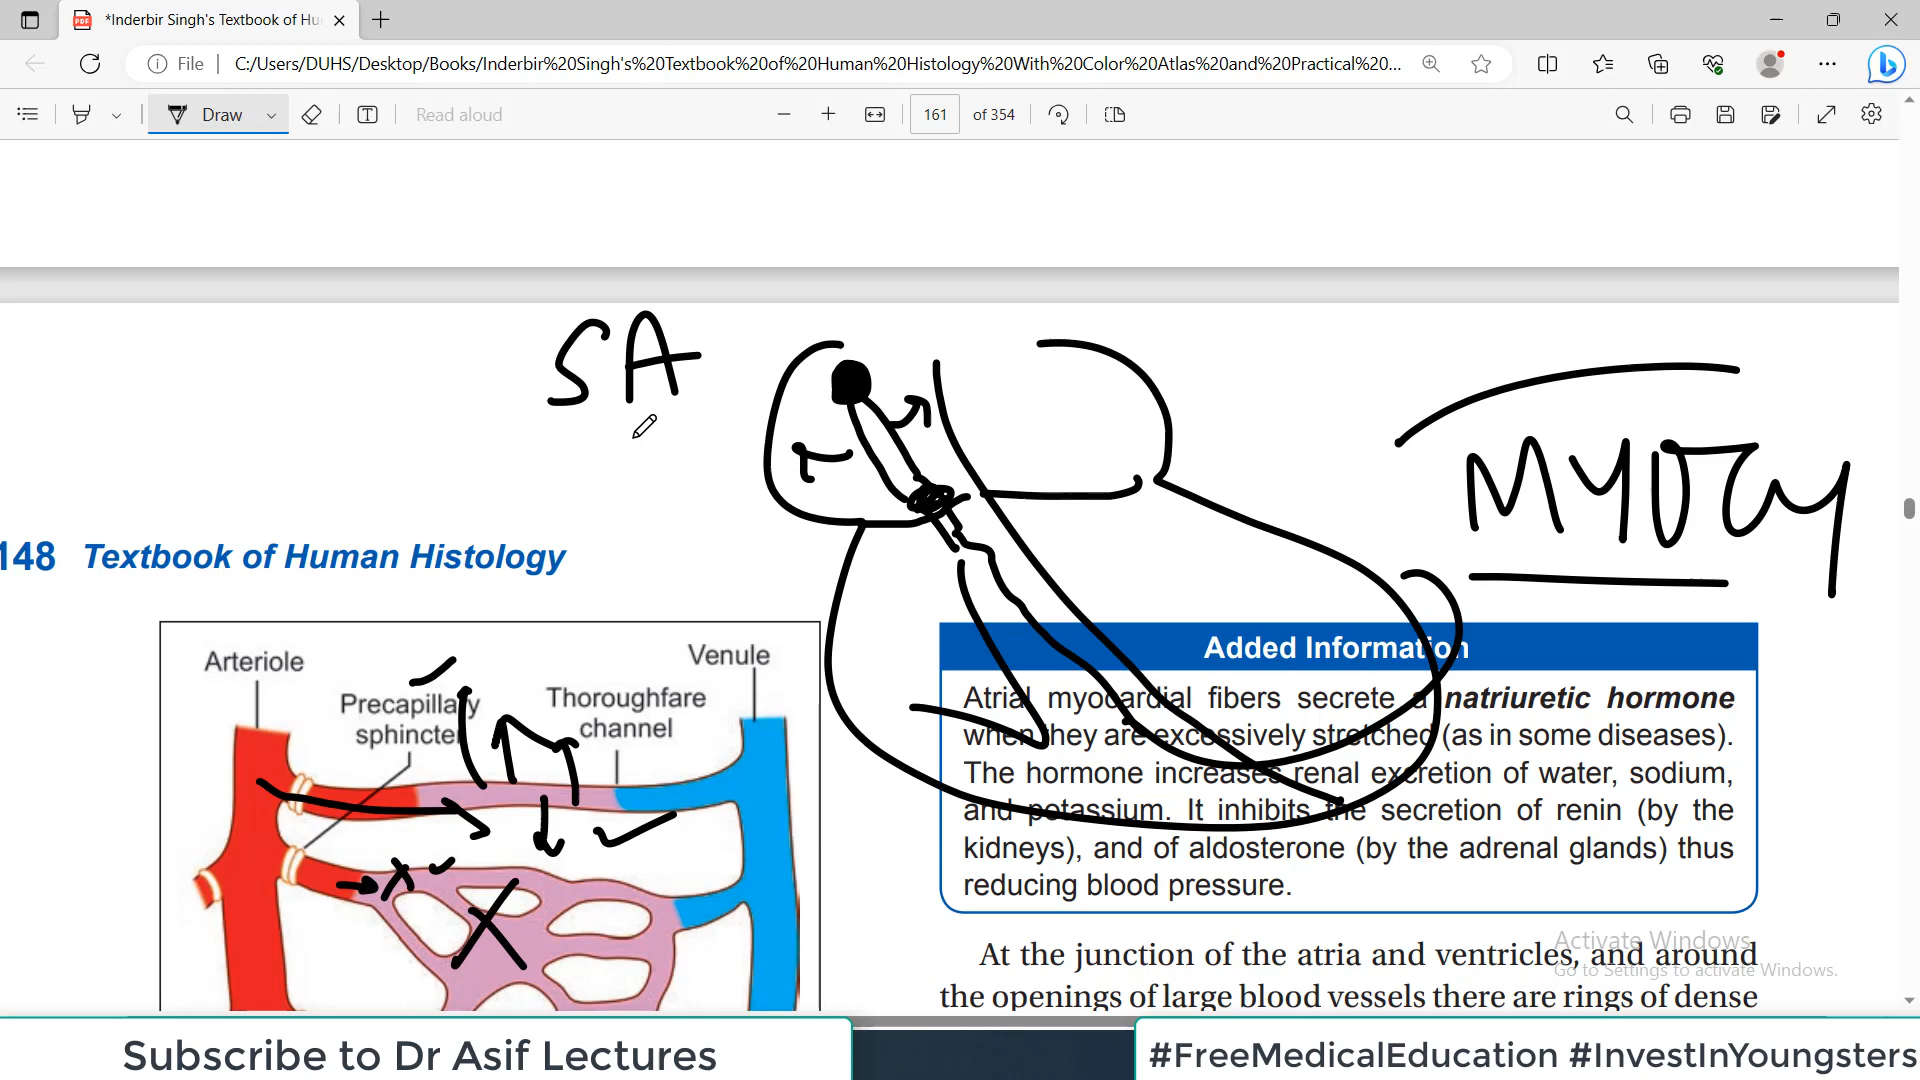 *Inderbir Singh's Textbook of Hu
File
C:/Users/DUHS/Desktop/Books/Inderbir%20Singh's%20Textbook%20of%20Human%20Histology%20With%20Color%20Atlas%20and%20Practical%20...
Draw
Read aloud
161 of 354
SA
MYOCY
148 Textbook of Human Histology
Arteriole
Venule
Precapillary
sphincter
Thoroughfare
channel
Added Information
Atrial myocardial fibers secrete a natriuretic hormone
when they are excessively stretched (as in some diseases).
The hormone increases renal excretion of water, sodium,
and potassium. It inhibits the secretion of renin (by the
kidneys), and of aldosterone (by the adrenal glands) thus
reducing blood pressure.
At the junction of the atria and ventricles, and around
the openings of large blood vessels there are rings of dense
Activate Windows
Go to Settings to activate Windows.
Subscribe to Dr Asif Lectures
#FreeMedicalEducation #InvestInYoungsters